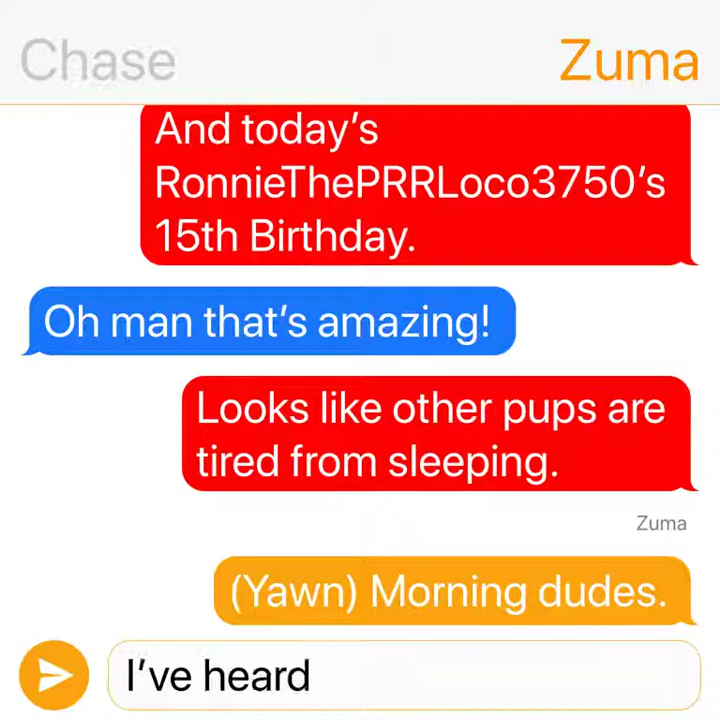 Chase
Zuma
And today's
RonnieThePRRLoco3750's
15th Birthday.
Oh man that's amazing!
Looks like other pups are
tired from sleeping.
Zuma
(Yawn) Morning dudes.
I've heard